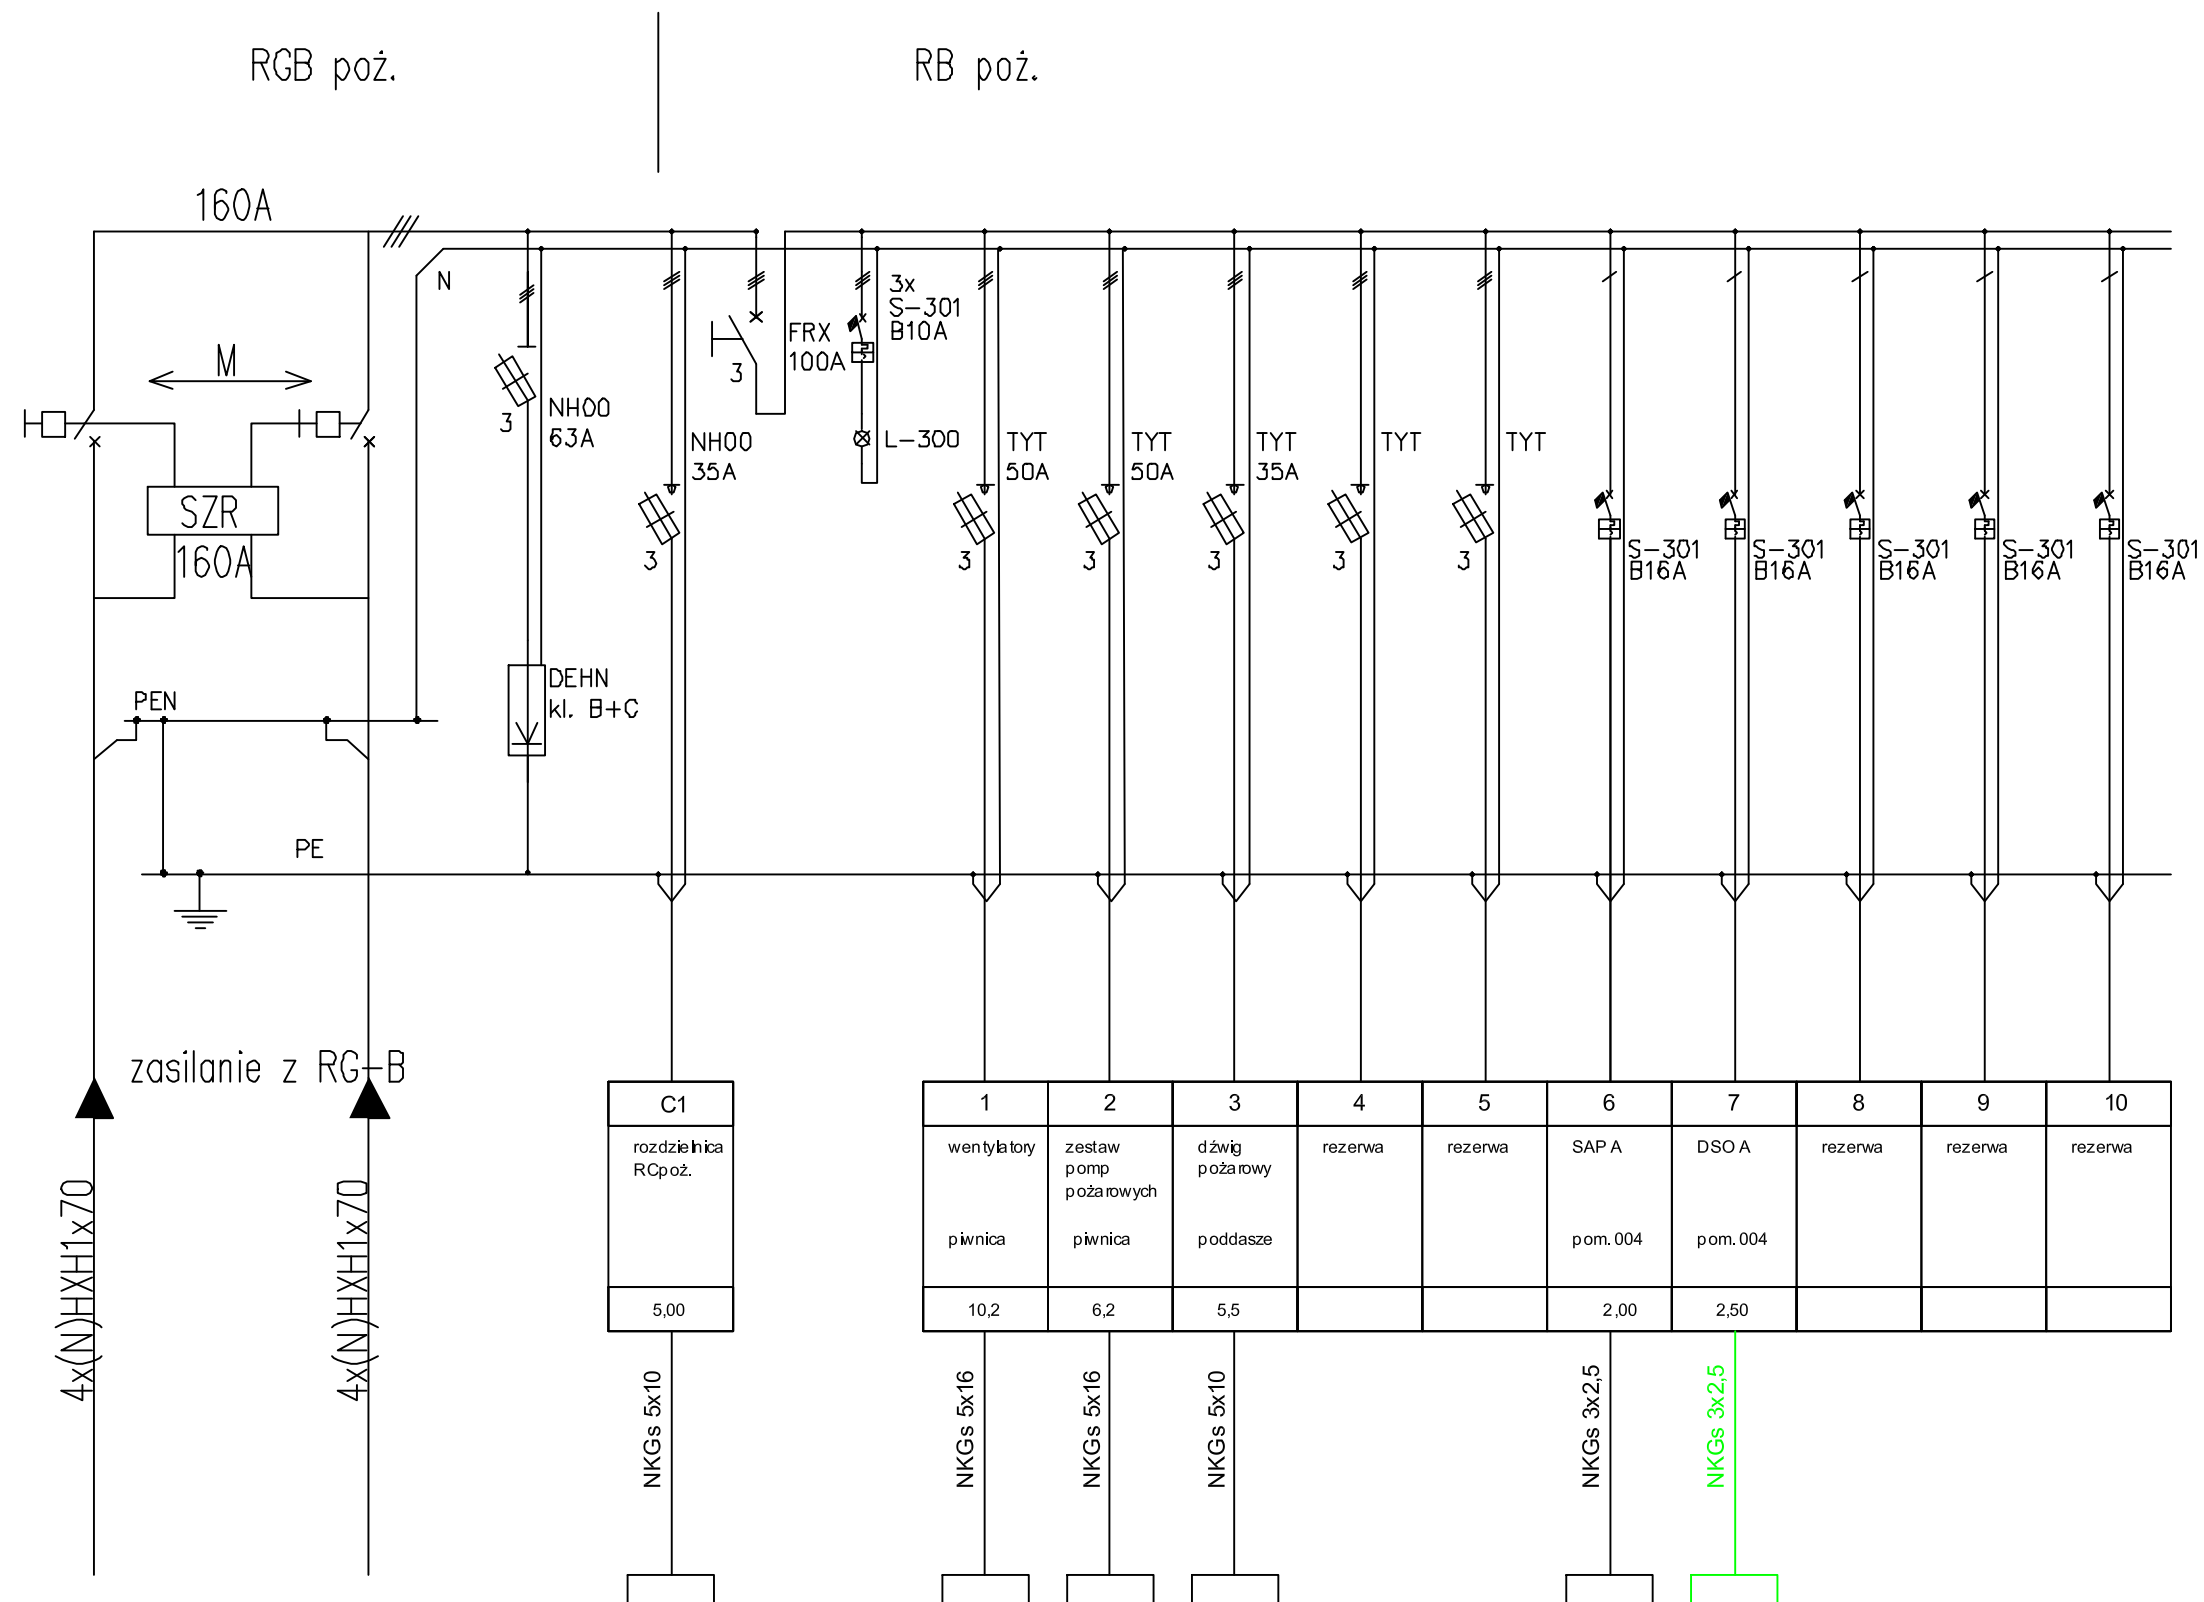 RGB poż.
RB poż.
160A
N
3x
S-301
B10A
FRX
100A
3
M
NH00
63A
3
NH00
35A
3
L-300
TYT
50A
3
TYT
50A
3
TYT
35A
3
TYT
3
TYT
3
SZR
160A
S-301
B16A
S-301
B16A
S-301
B16A
S-301
B16A
S-301
B16A
DEHN
kl. B+C
PEN
PE
zasilanie z RG-B
4x(N)HXH1x70
4x(N)HXH1x70
C1
rozdzielnica
RCpoż.
5,00
NKGs 5x10
1
wentylatory
piwnica
10,2
NKGs 5x16
2
zestaw
pomp
pożarowych
piwnica
6,2
NKGs 5x16
3
dźwig
pożarowy
poddasze
5,5
NKGs 5x10
4
rezerwa
5
rezerwa
6
SAP A
pom. 004
2,00
NKGs 3x2,5
7
DSO A
pom. 004
2,50
NKGs 3x2,5
8
rezerwa
9
rezerwa
10
rezerwa